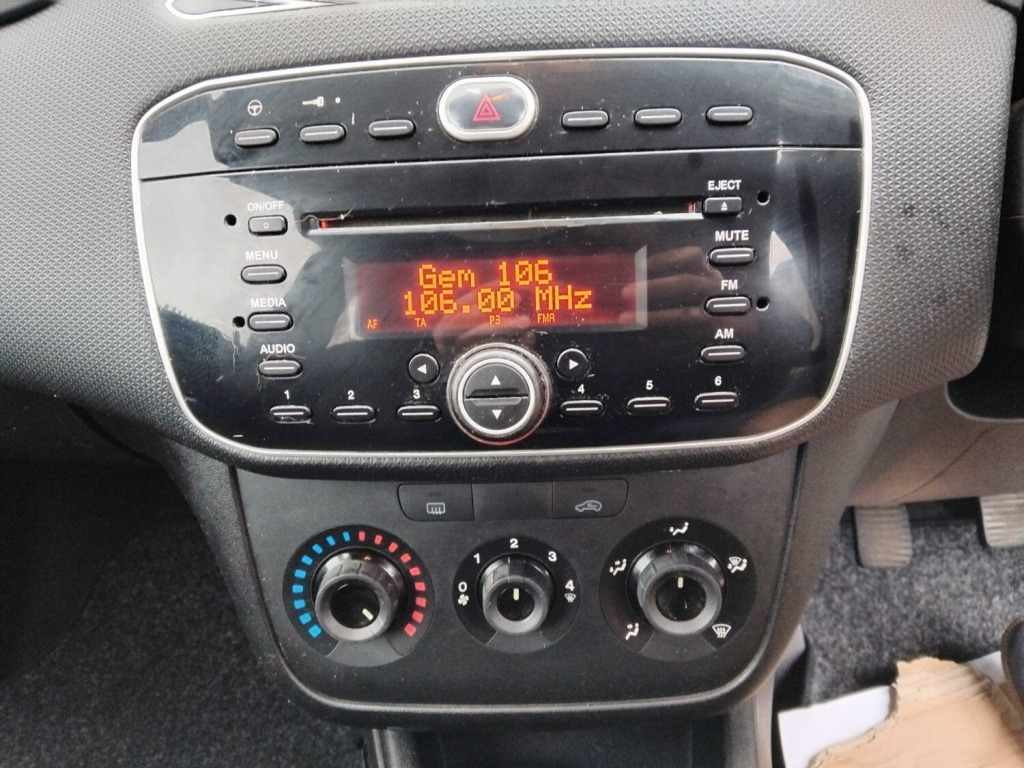 EJECT
ON/OFF
MUTE
MENU
Gem 106
FM
MEDIA
106.00 MHz
AF TA P3 FMA
AM
AUDIO
1 2 3 4 5 6
0 1 2 3 4